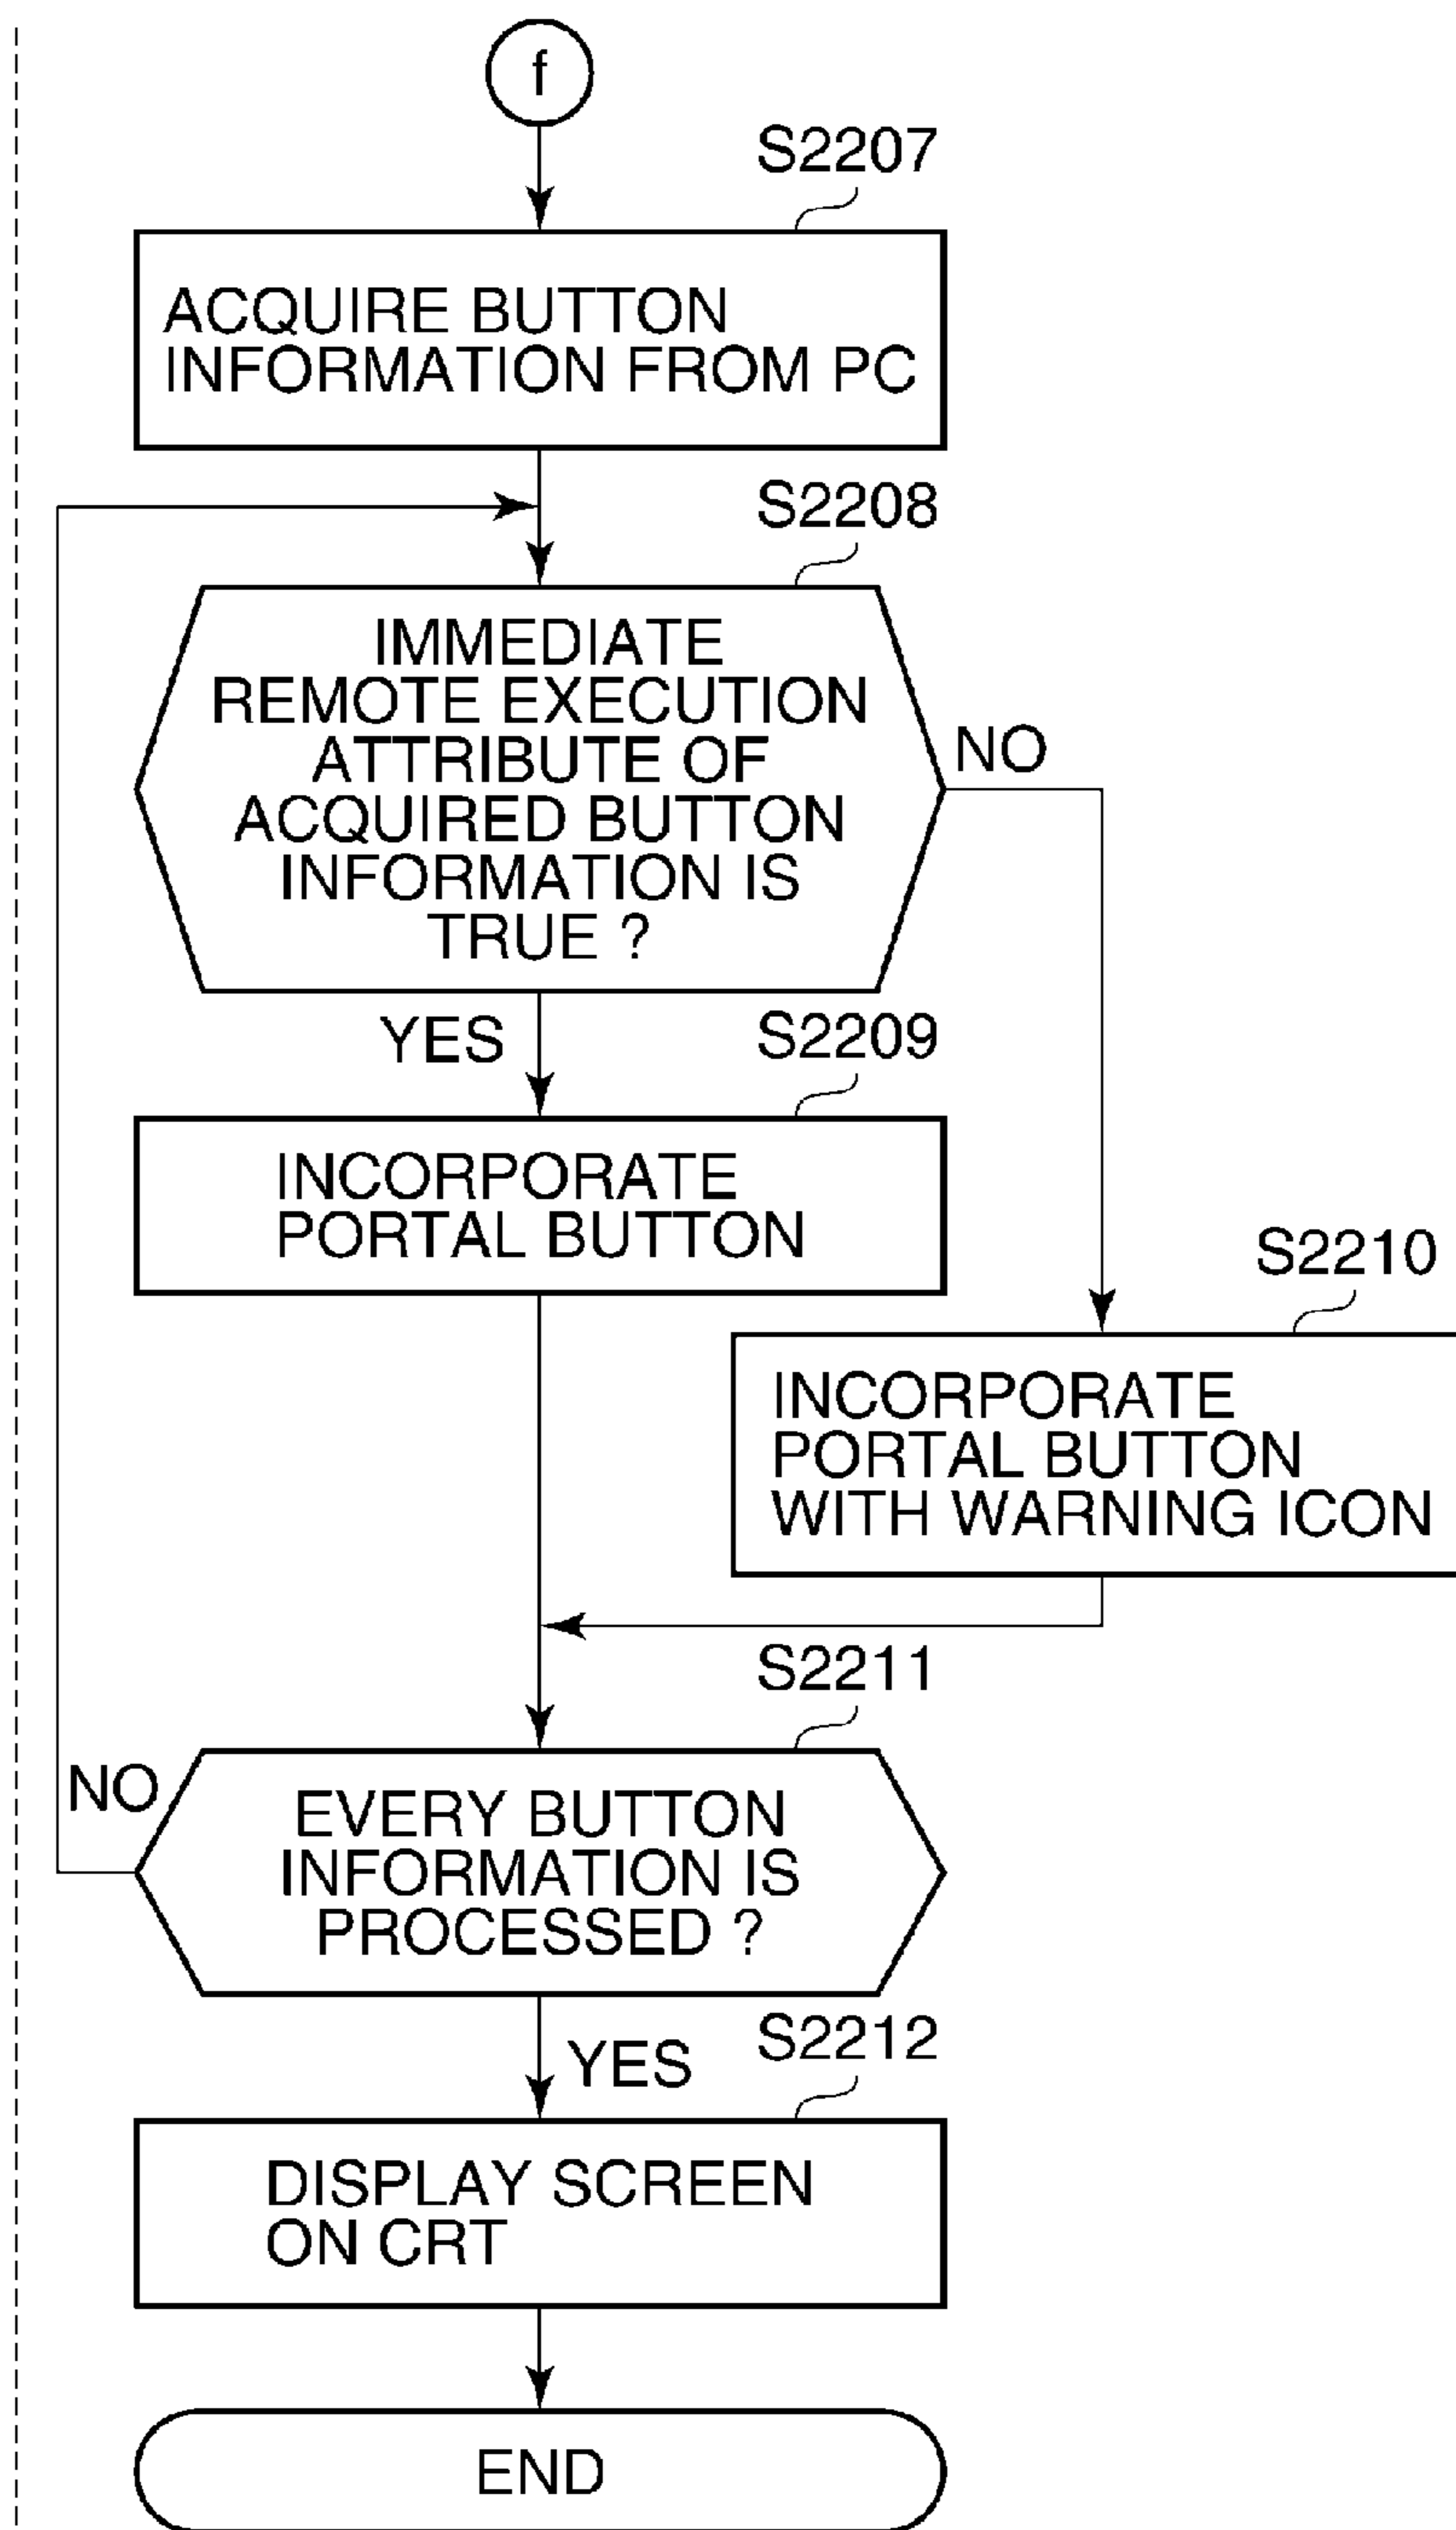 f
S2207
ACQUIRE BUTTON
INFORMATION FROM PC
S2208
IMMEDIATE
REMOTE EXECUTION
ATTRIBUTE OF
ACQUIRED BUTTON
INFORMATION IS
TRUE ?
NO
YES
S2209
INCORPORATE
PORTAL BUTTON
S2210
INCORPORATE
PORTAL BUTTON
WITH WARNING ICON
S2211
NO
EVERY BUTTON
INFORMATION IS
PROCESSED ?
YES
S2212
DISPLAY SCREEN
ON CRT
END